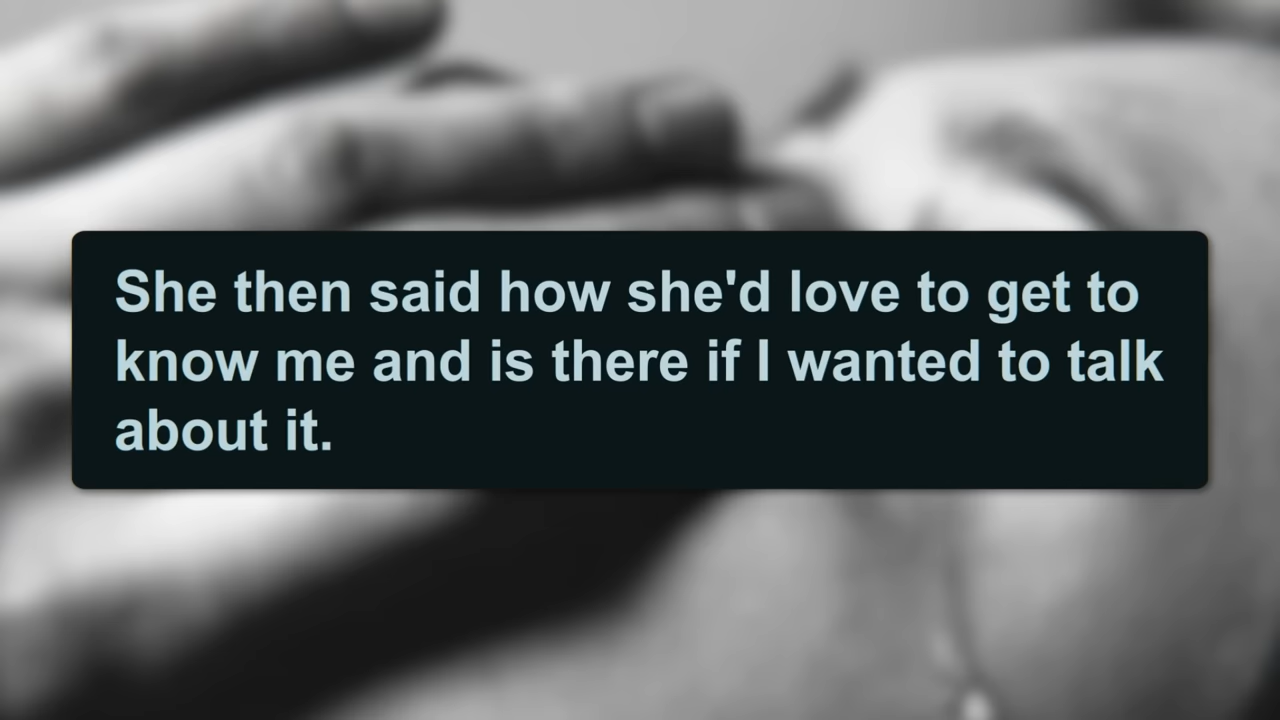 She then said how she'd love to get to
know me and is there if I wanted to talk
about it.